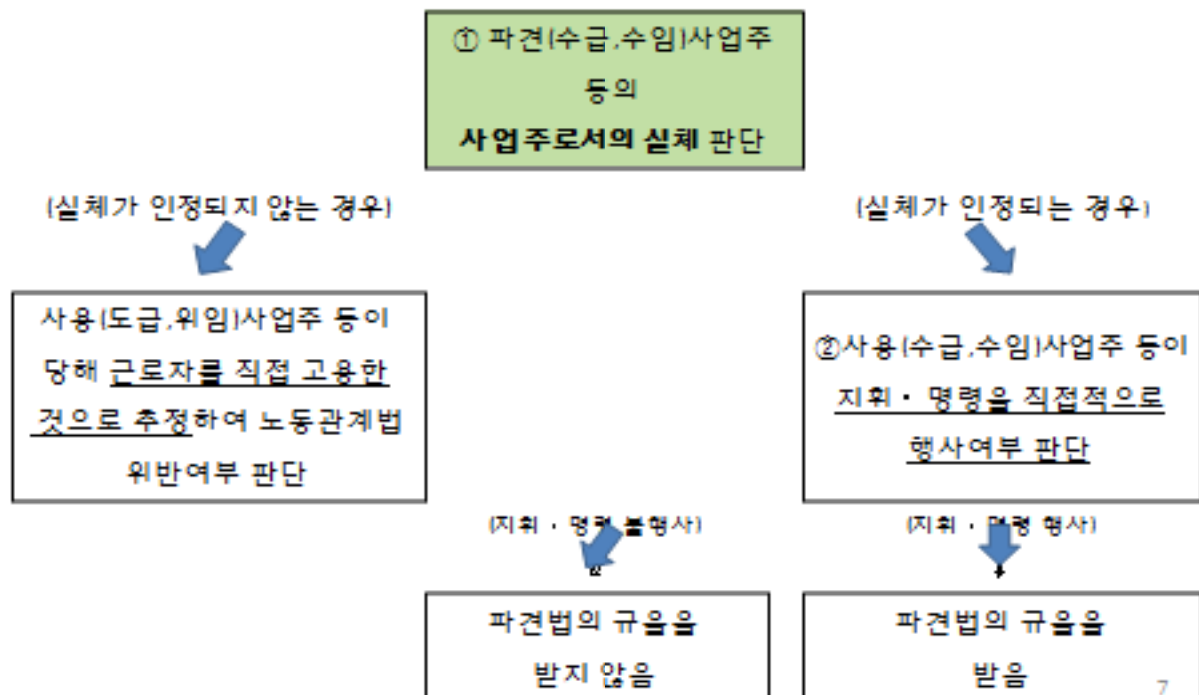 ① 파견(수급,수임)사업주
등의
사업주로서의 실체 판단
(실체가 인정되지 않는 경우)
(실체가 인정되는 경우)
사용(도급,위임)사업주 등이
당해 근로자를 직접 고용한
것으로 추정하여 노동관계법
위반여부 판단
②사용(수급,수임)사업주 등이
지휘・명령을 직접적으로
행사여부 판단
(지휘・명령 불행사)
(지휘・명령 행사)
파견법의 규율을
받지 않음
파견법의 규율을
받음
7